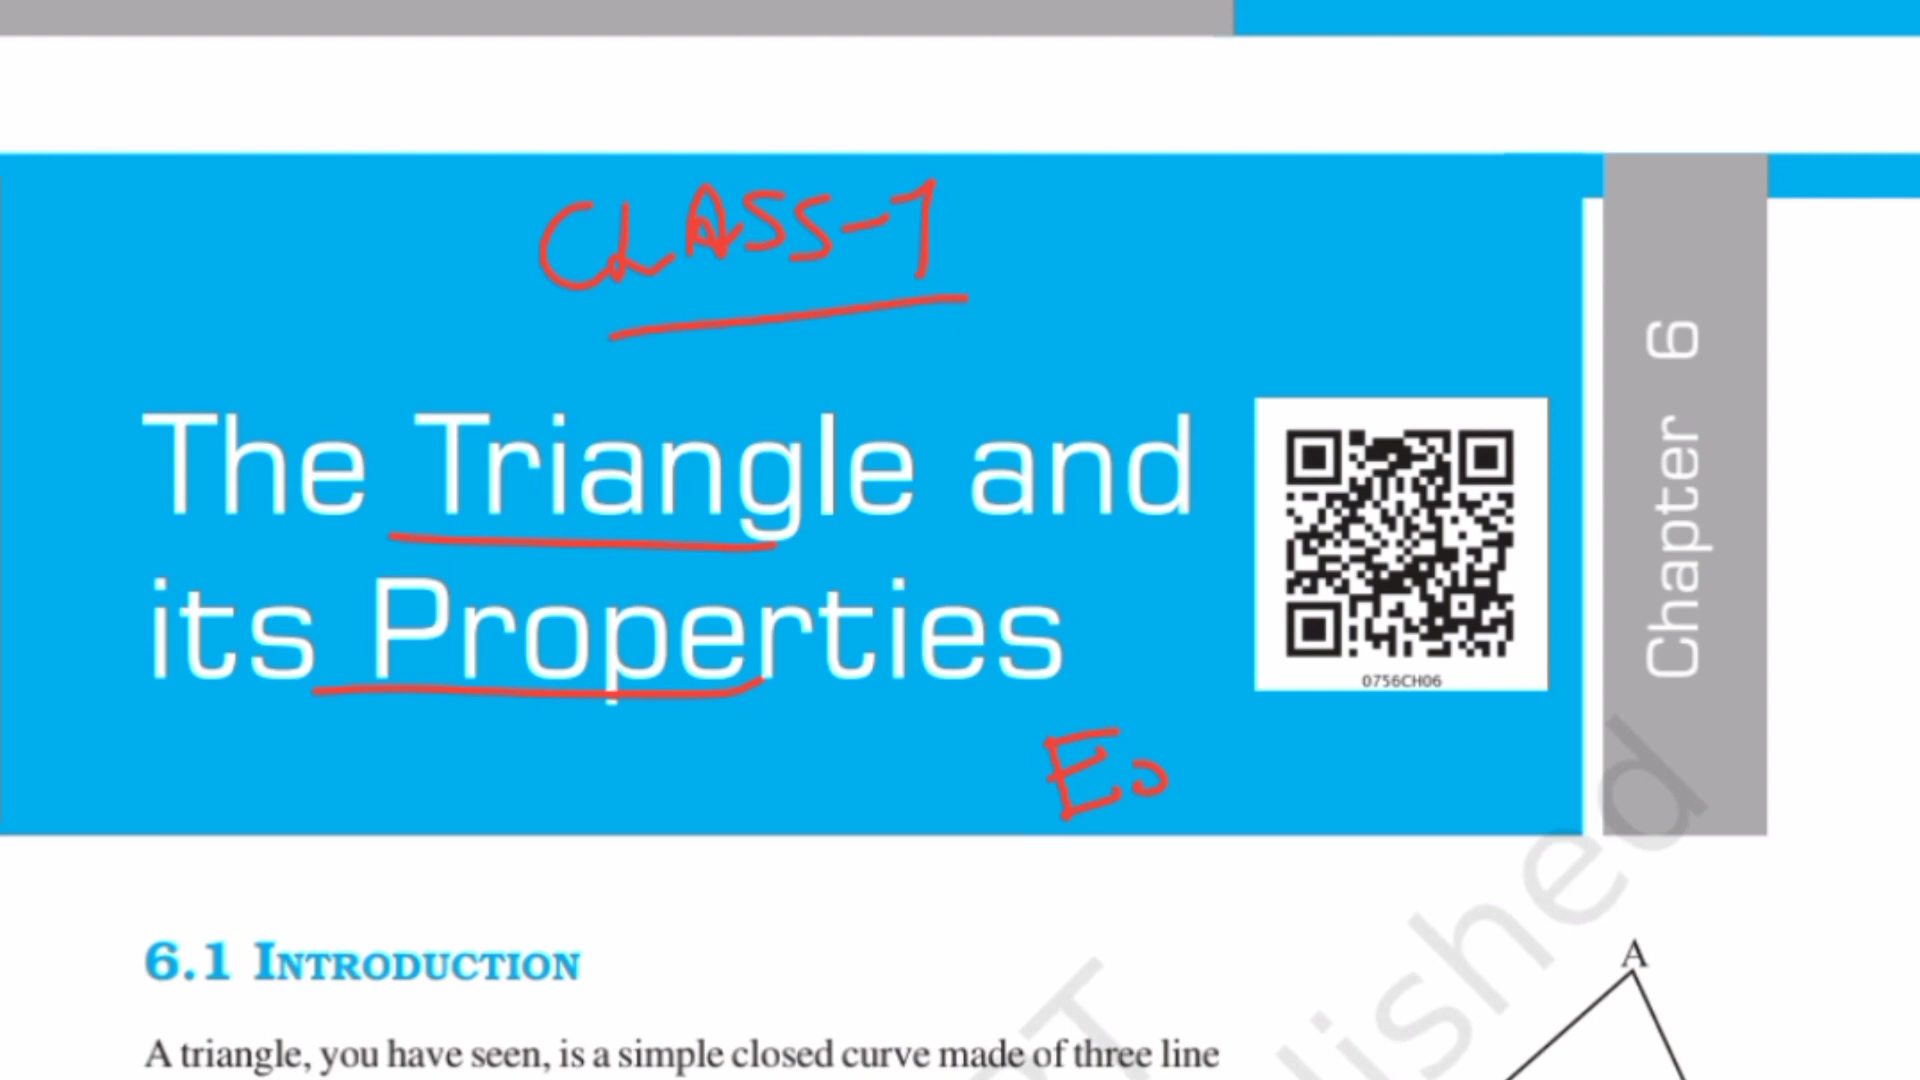 CLASS-7
The Triangle and
its Properties
0756CH06
Chapter 6
6.1 INTRODUCTION
A triangle, you have seen, is a simple closed curve made of three line
A